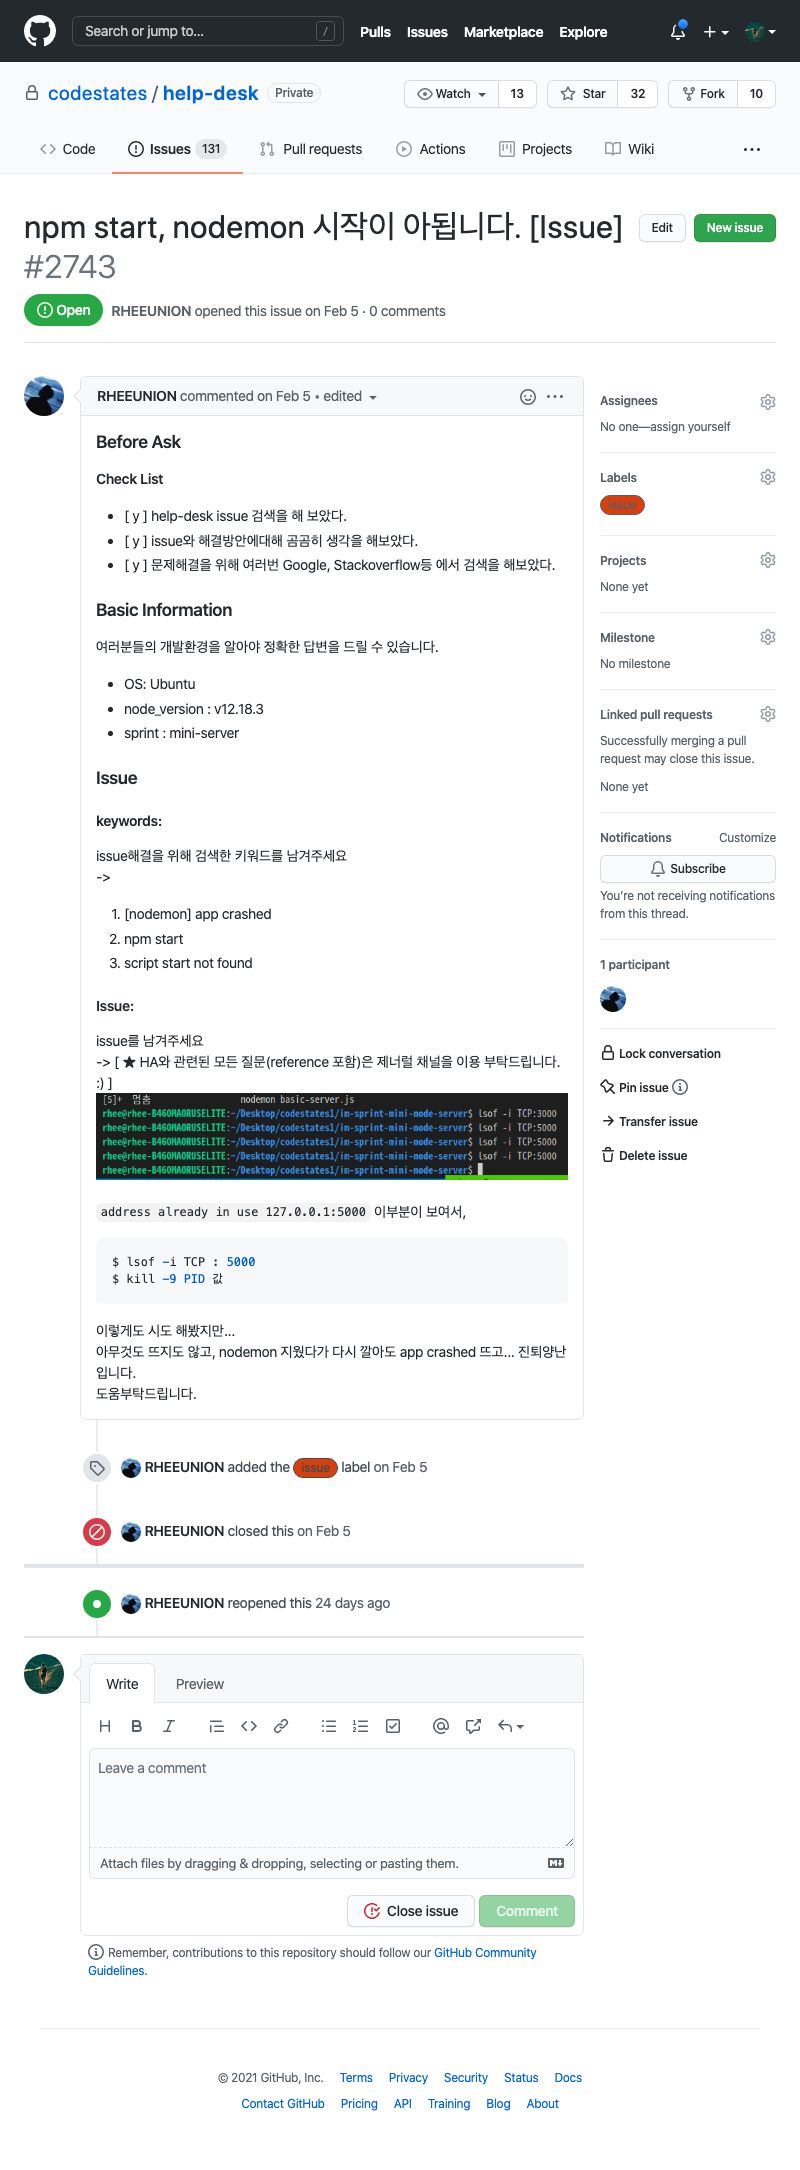 Search or jump to... /
Pulls Issues Marketplace Explore
codestates / help-desk Private
Watch 13 Star 32 Fork 10
Code Issues 131 Pull requests Actions Projects Wiki ...
npm start, nodemon 시작이 아됩니다. [Issue]
#2743
Edit New issue
Open RHEEUNION opened this issue on Feb 5 · 0 comments
RHEEUNION commented on Feb 5 • edited
Before Ask
Check List
• [ y ] help-desk issue 검색을 해 보았다.
• [ y ] issue와 해결방안에대해 곰곰히 생각을 해보았다.
• [ y ] 문제해결을 위해 여러번 Google, Stackoverflow등 에서 검색을 해보았다.
Basic Information
여러분들의 개발환경을 알아야 정확한 답변을 드릴 수 있습니다.
• OS: Ubuntu
• node_version : v12.18.3
• sprint : mini-server
Issue
keywords:
issue해결을 위해 검색한 키워드를 남겨주세요
->
1. [nodemon] app crashed
2. npm start
3. script start not found
Issue:
issue를 남겨주세요
-> [ ★ HA와 관련된 모든 질문(reference 포함)은 제너럴 채널을 이용 부탁드립니다.
:) ]
[5]+ 멈춤 nodemon basic-server.js
rhee@rhee-B460MAORUSELITE:~/Desktop/codestates1/im-sprint-mini-node-server$ lsof -i TCP:3000
rhee@rhee-B460MAORUSELITE:~/Desktop/codestates1/im-sprint-mini-node-server$ lsof -i TCP:5000
rhee@rhee-B460MAORUSELITE:~/Desktop/codestates1/im-sprint-mini-node-server$ lsof -i TCP:5000
rhee@rhee-B460MAORUSELITE:~/Desktop/codestates1/im-sprint-mini-node-server$ lsof -i TCP:5000
rhee@rhee-B460MAORUSELITE:~/Desktop/codestates1/im-sprint-mini-node-server$
address already in use 127.0.0.1:5000 이부분이 보여서,
$ lsof -i TCP : 5000
$ kill -9 PID 값
이렇게도 시도 해봤지만...
아무것도 뜨지도 않고, nodemon 지웠다가 다시 깔아도 app crashed 뜨고... 진퇴양난
입니다.
도움부탁드립니다.
Assignees
No one—assign yourself
Labels
issue
Projects
None yet
Milestone
No milestone
Linked pull requests
Successfully merging a pull
request may close this issue.
None yet
Notifications Customize
Subscribe
You're not receiving notifications
from this thread.
1 participant
Lock conversation
Pin issue
Transfer issue
Delete issue
RHEEUNION added the issue label on Feb 5
RHEEUNION closed this on Feb 5
RHEEUNION reopened this 24 days ago
Write Preview
Leave a comment
Attach files by dragging & dropping, selecting or pasting them.
Close issue Comment
Remember, contributions to this repository should follow our GitHub Community
Guidelines.
© 2021 GitHub, Inc. Terms Privacy Security Status Docs
Contact GitHub Pricing API Training Blog About